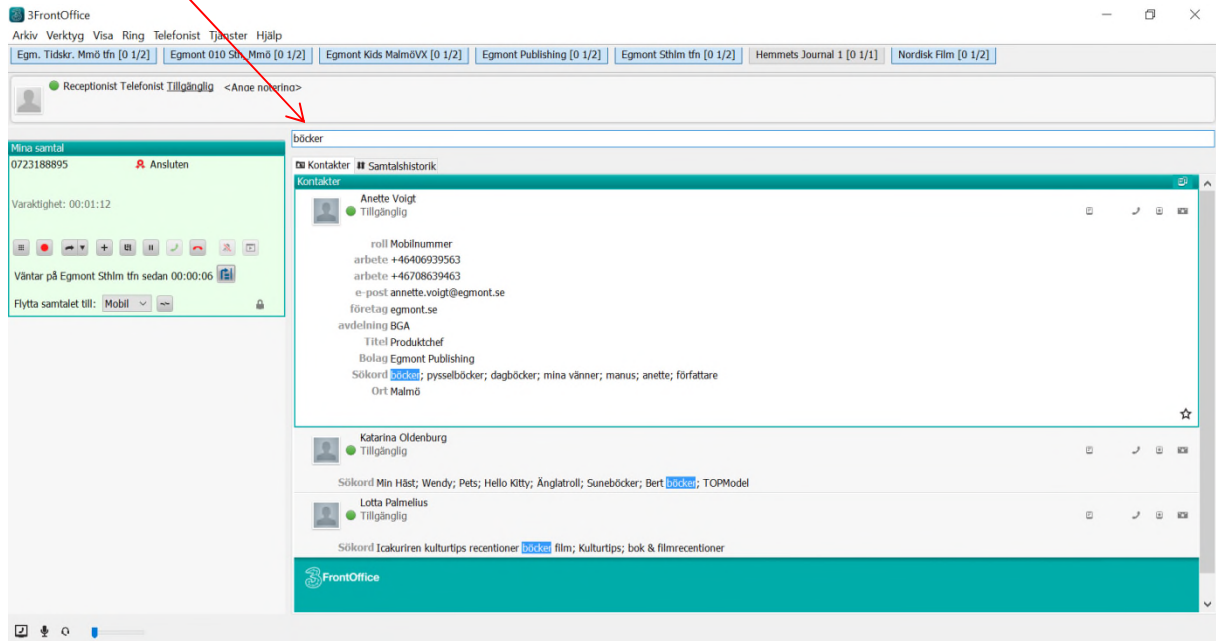 3FrontOffice
Arkiv Verktyg Visa Ring Telefonist Tjänster Hjälp
Egm. Tidskr. Mmö tfn [0 1/2] Egmont 010 Sth, Mmö [0 1/2] Egmont Kids MalmöVX [0 1/2] Egmont Publishing [0 1/2] Egmont Sthlm tfn [0 1/2] Hemmets Journal 1 [0 1/1] Nordisk Film [0 1/2]
Receptionist Telefonist Tillgänglig <Ange notering>
böcker
Mina samtal
0723188895 Ansluten
Varaktighet: 00:01:12
Väntar på Egmont Sthlm tfn sedan 00:00:06
Flytta samtalet till: Mobil
Kontakter Samtalshistorik
Kontakter
Anette Voigt
Tillgänglig
roll Mobilnummer
arbete +46406939563
arbete +46708639463
e-post annette.voigt@egmont.se
företag egmont.se
avdelning BGA
Titel Produktchef
Bolag Egmont Publishing
Sökord böcker; pysselböcker; dagböcker; mina vänner; manus; anette; författare
Ort Malmö
Katarina Oldenburg
Tillgänglig
Sökord Min Häst; Wendy; Pets; Hello Kitty; Änglatroll; Suneböcker; Bert böcker; TOPModel
Lotta Palmelius
Tillgänglig
Sökord Icakuriren kulturtips recentioner böcker film; Kulturtips; bok & filmrecentioner
3FrontOffice